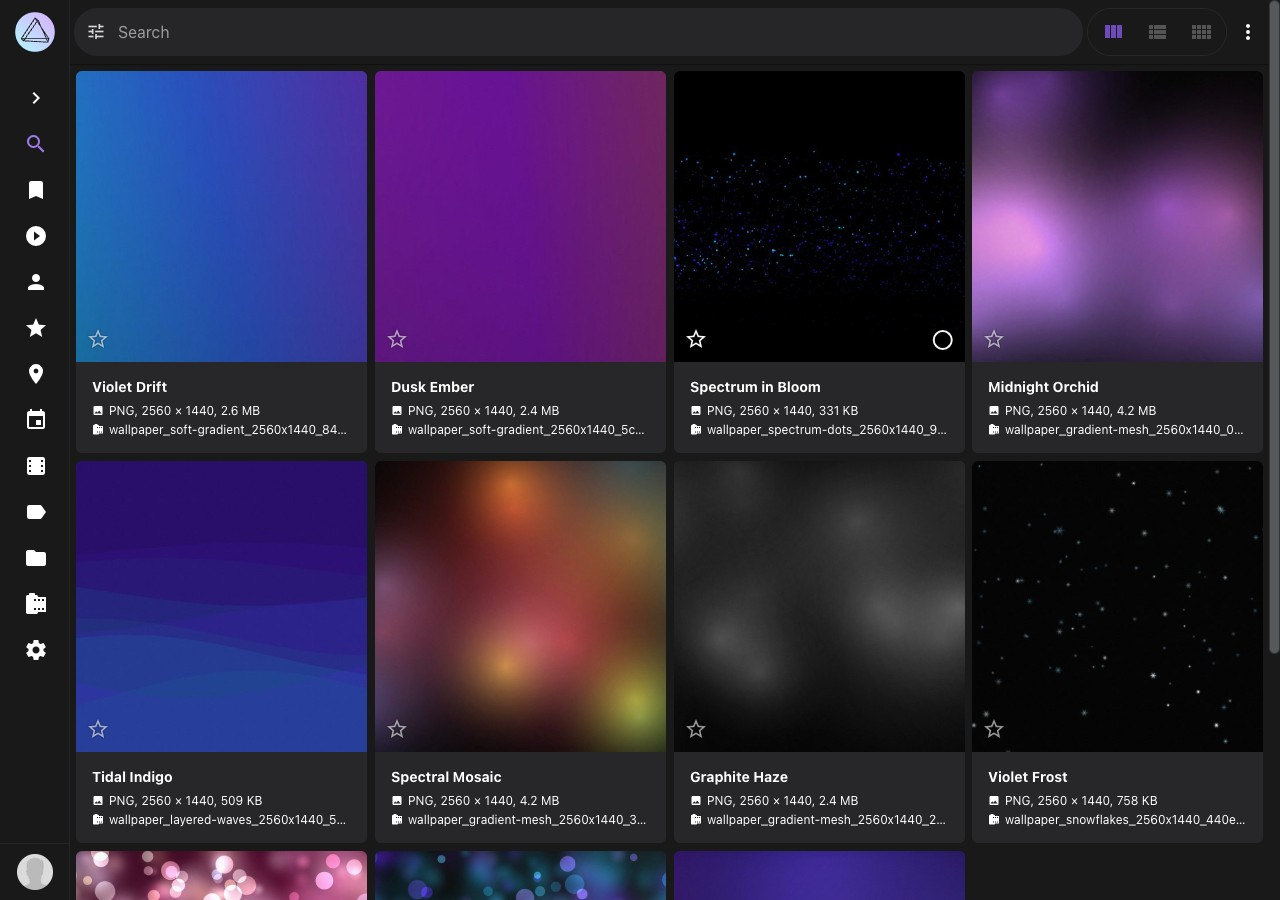 Search
Violet Drift
PNG, 2560 × 1440, 2.6 MB
wallpaper_soft-gradient_2560x1440_84...
Dusk Ember
PNG, 2560 × 1440, 2.4 MB
wallpaper_soft-gradient_2560x1440_5c...
Spectrum in Bloom
PNG, 2560 × 1440, 331 KB
wallpaper_spectrum-dots_2560x1440_9...
Midnight Orchid
PNG, 2560 × 1440, 4.2 MB
wallpaper_gradient-mesh_2560x1440_0...
Tidal Indigo
PNG, 2560 × 1440, 509 KB
wallpaper_layered-waves_2560x1440_5...
Spectral Mosaic
PNG, 2560 × 1440, 4.2 MB
wallpaper_gradient-mesh_2560x1440_3...
Graphite Haze
PNG, 2560 × 1440, 2.4 MB
wallpaper_gradient-mesh_2560x1440_2...
Violet Frost
PNG, 2560 × 1440, 758 KB
wallpaper_snowflakes_2560x1440_440e...